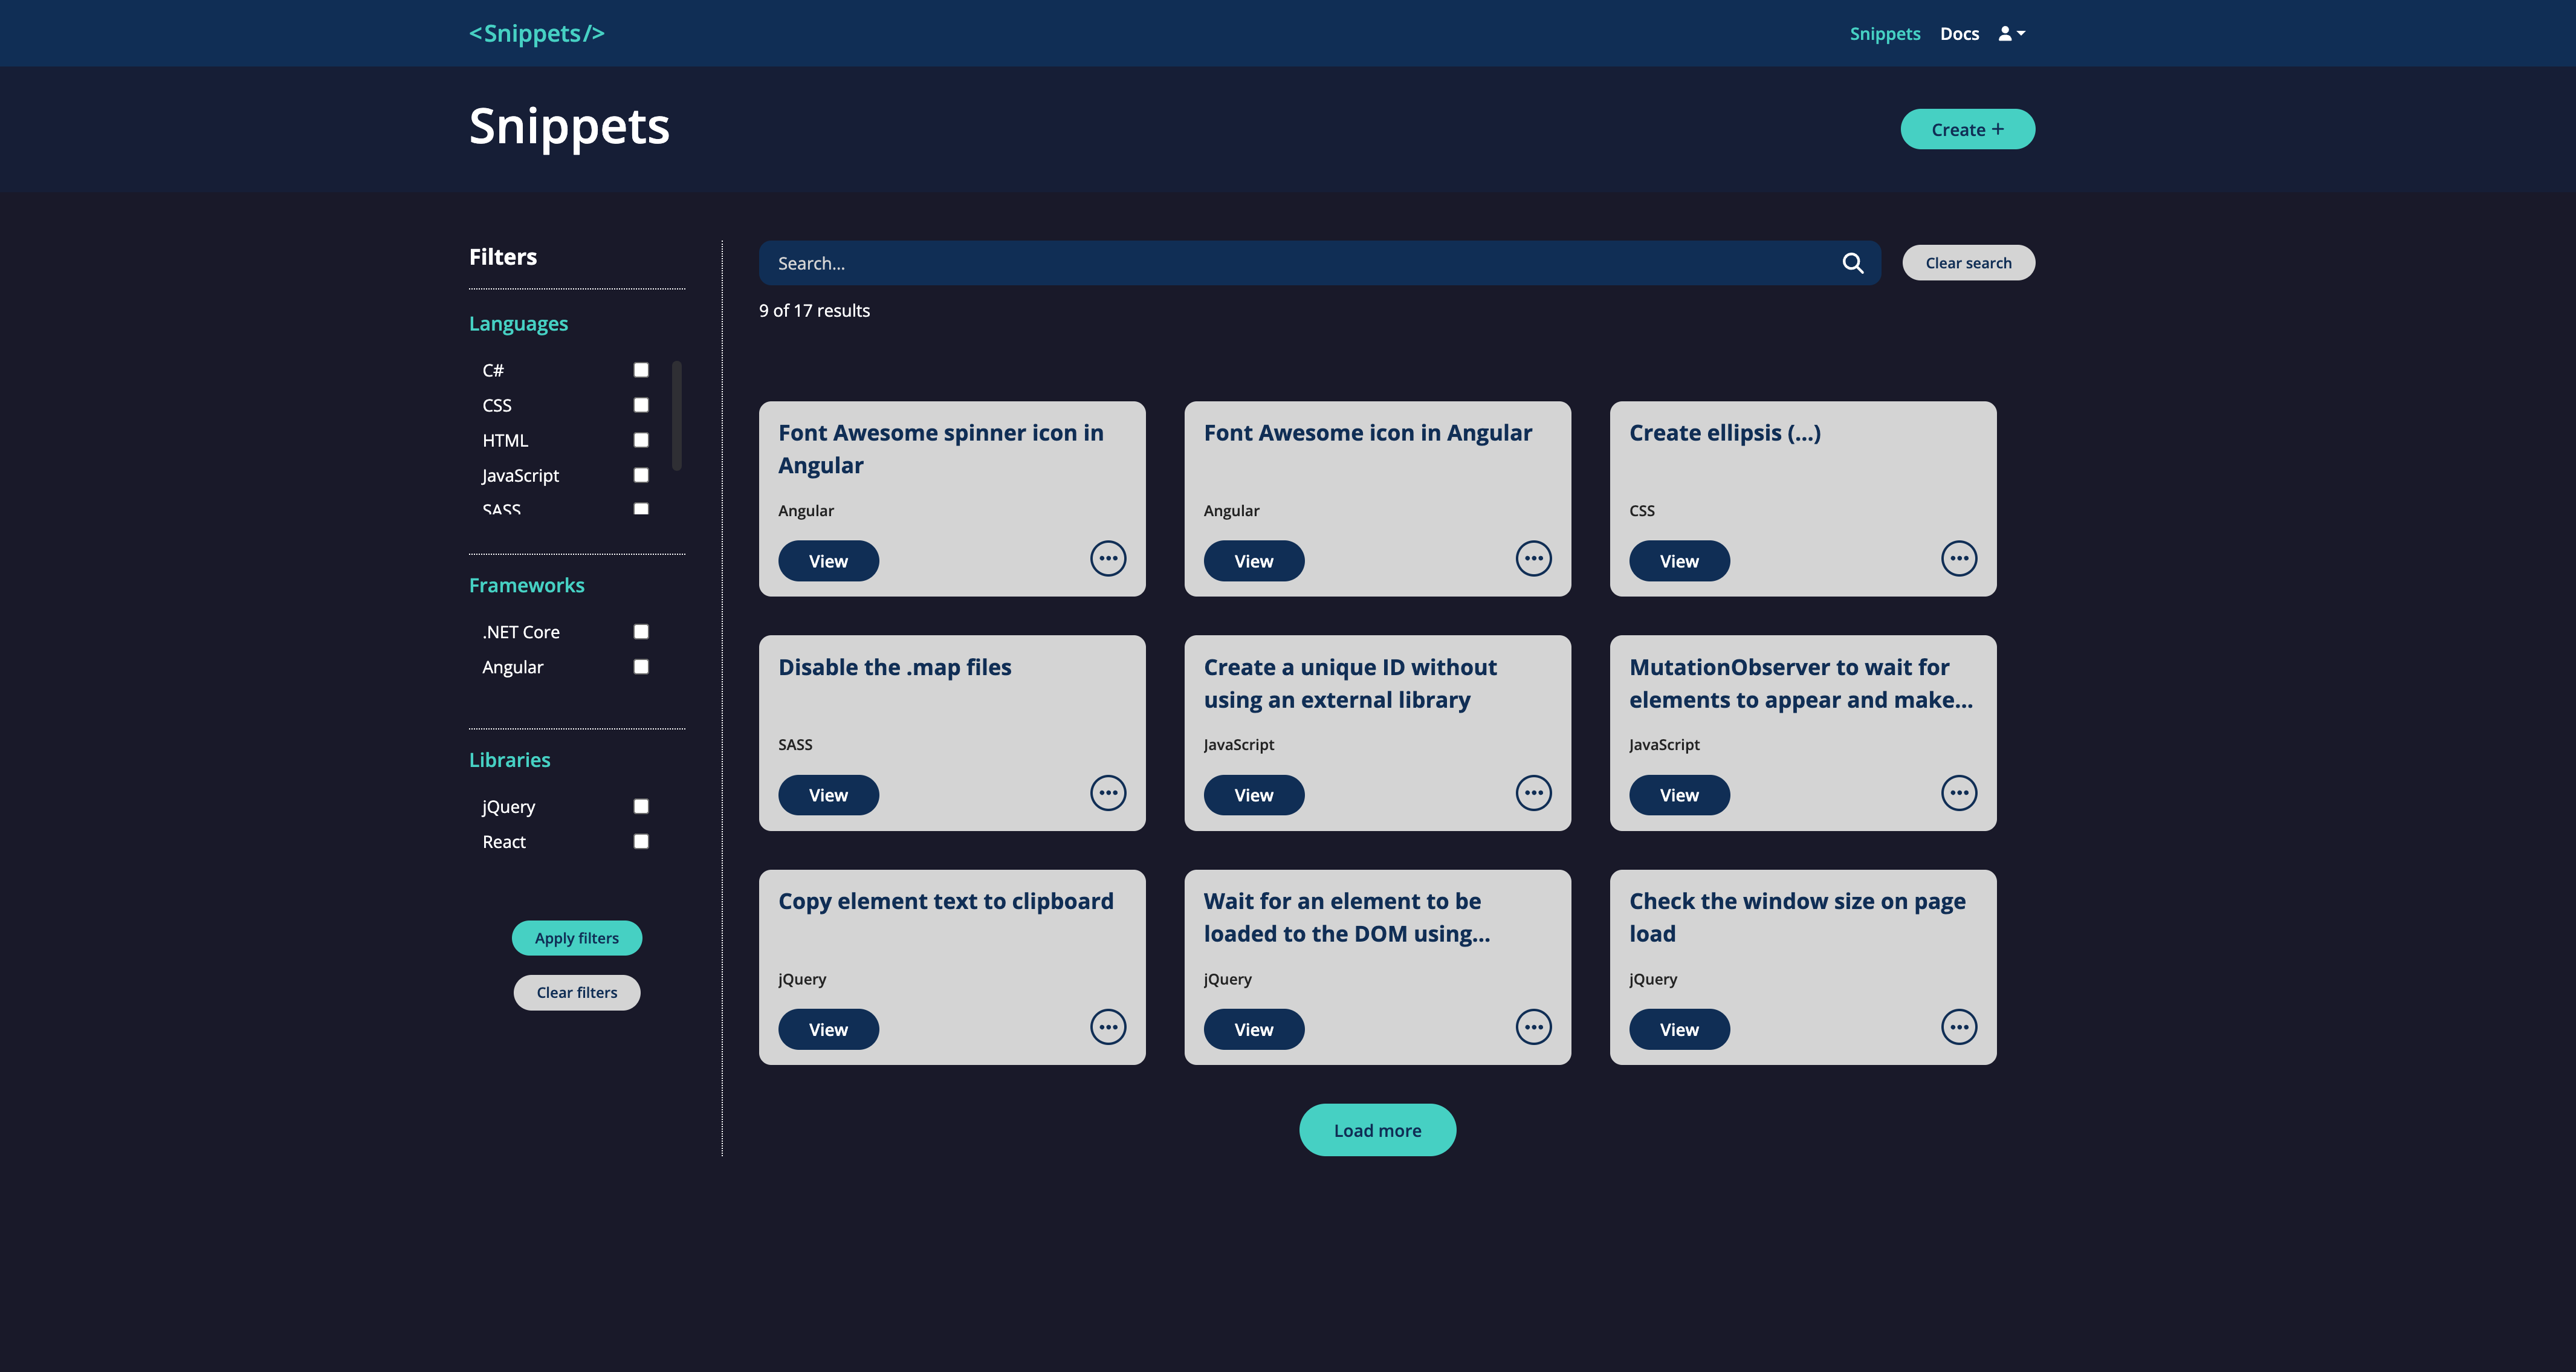 <Snippets/>
Snippets
Docs
Snippets
Create +
Filters
Languages
C#
CSS
HTML
JavaScript
SASS
Frameworks
.NET Core
Angular
Libraries
jQuery
React
Apply filters
Clear filters
Search...
Clear search
9 of 17 results
Font Awesome spinner icon in
Angular
Angular
View
Font Awesome icon in Angular
Angular
View
Create ellipsis (...)
CSS
View
Disable the .map files
SASS
View
Create a unique ID without
using an external library
JavaScript
View
MutationObserver to wait for
elements to appear and make...
JavaScript
View
Copy element text to clipboard
jQuery
View
Wait for an element to be
loaded to the DOM using...
jQuery
View
Check the window size on page
load
jQuery
View
Load more